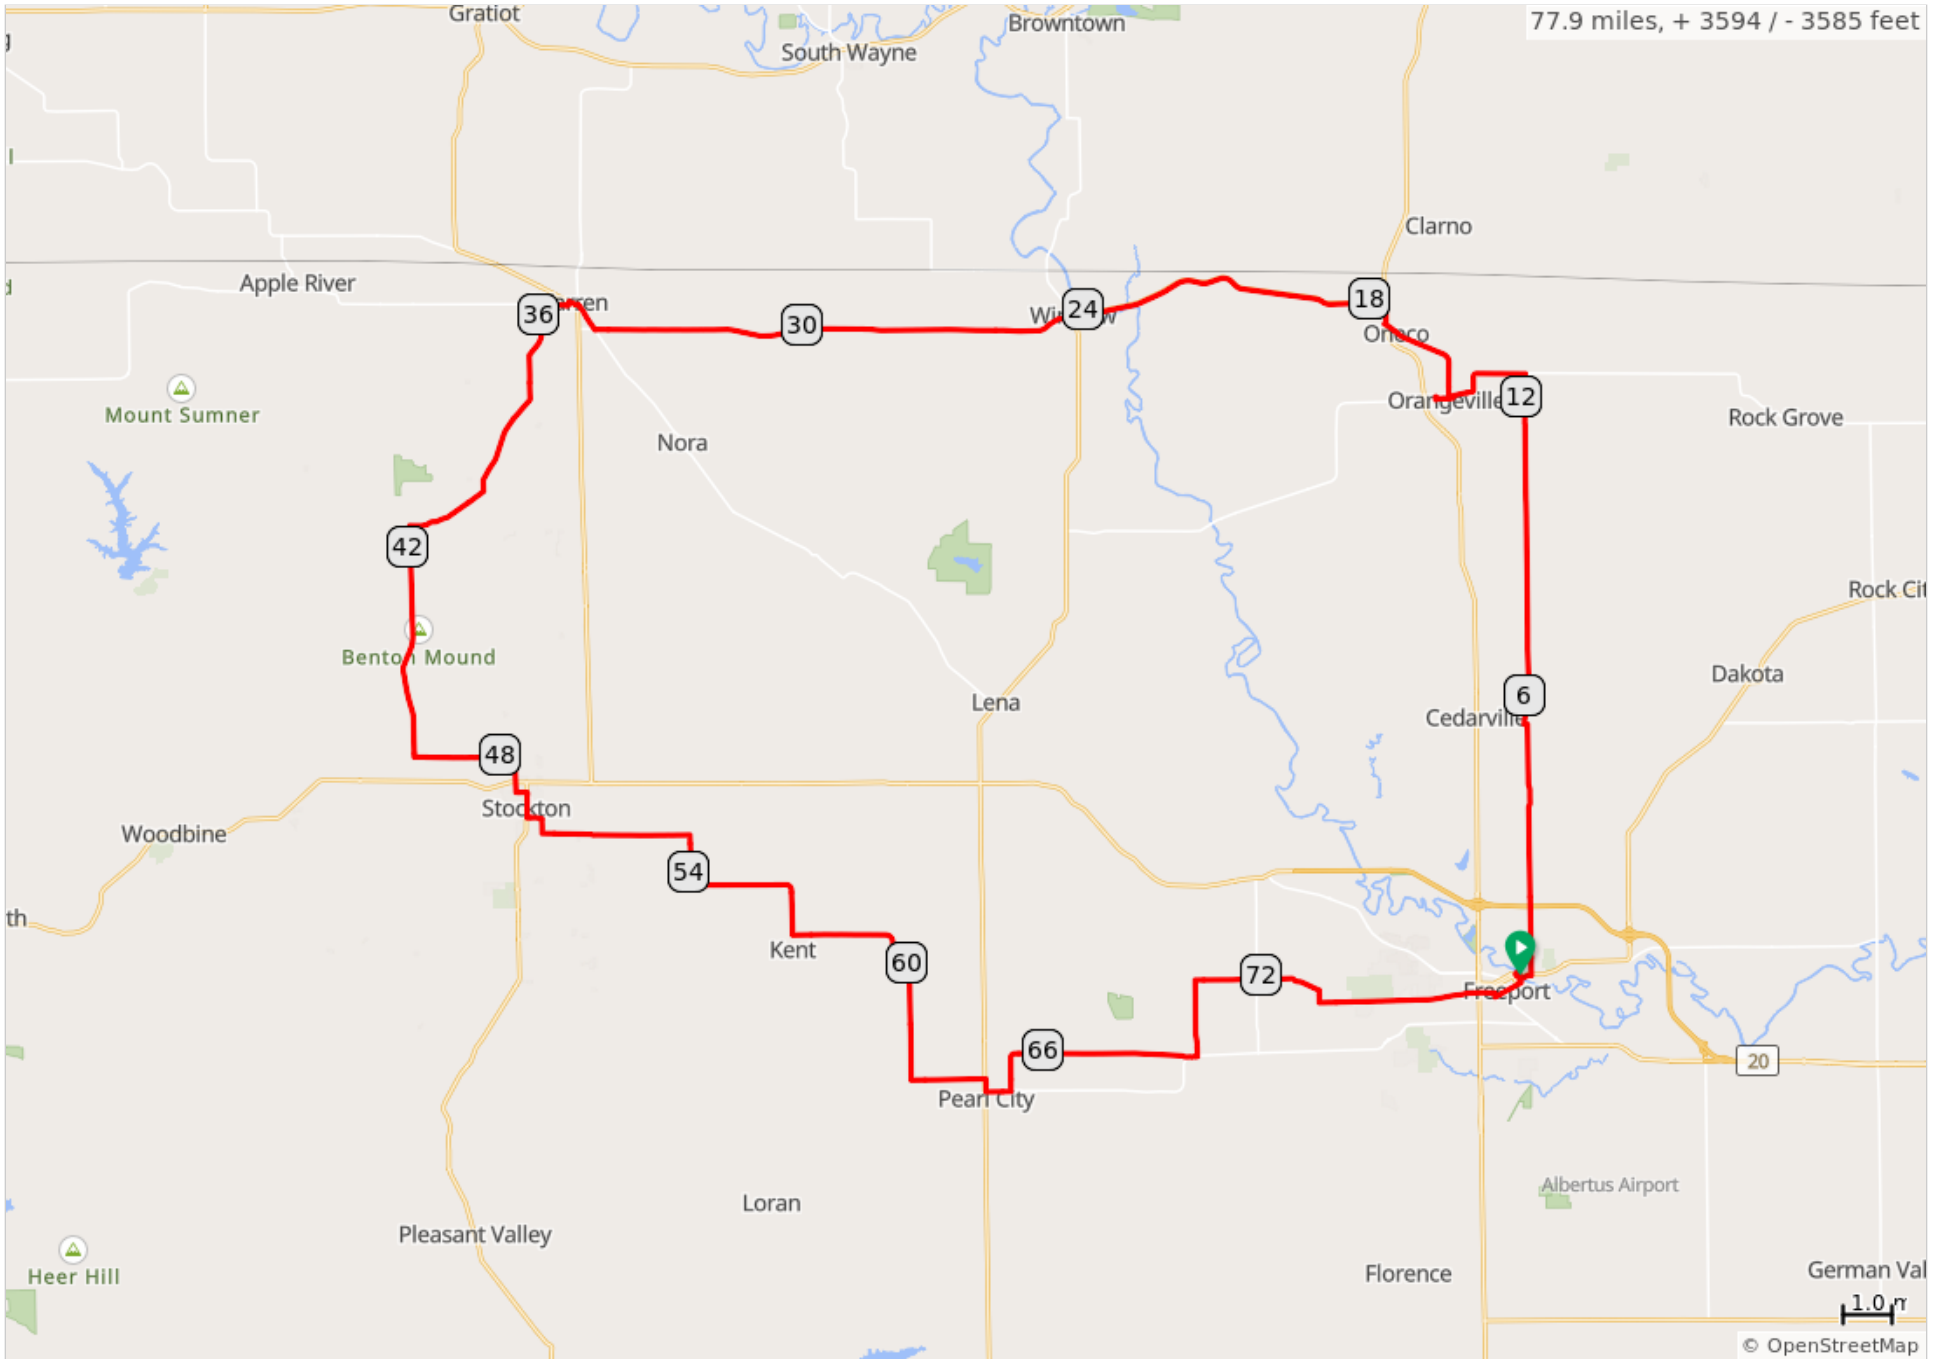 Gratiot
Browntown
77.9 miles, + 3594 / - 3585 feet
South Wayne
Clarno
Apple River
36
30
24
18
Mount Sumner
Orangeville
12
Rock Grove
Nora
42
Rock Cit
Benton Mound
Dakota
6
Lena
Cedarville
48
Stockton
Woodbine
54
th
Kent
60
72
Freeport
66
20
Pearl City
Albertus Airport
Loran
Pleasant Valley
Heer Hill
Florence
German Val
1.0 m
© OpenStreetMap